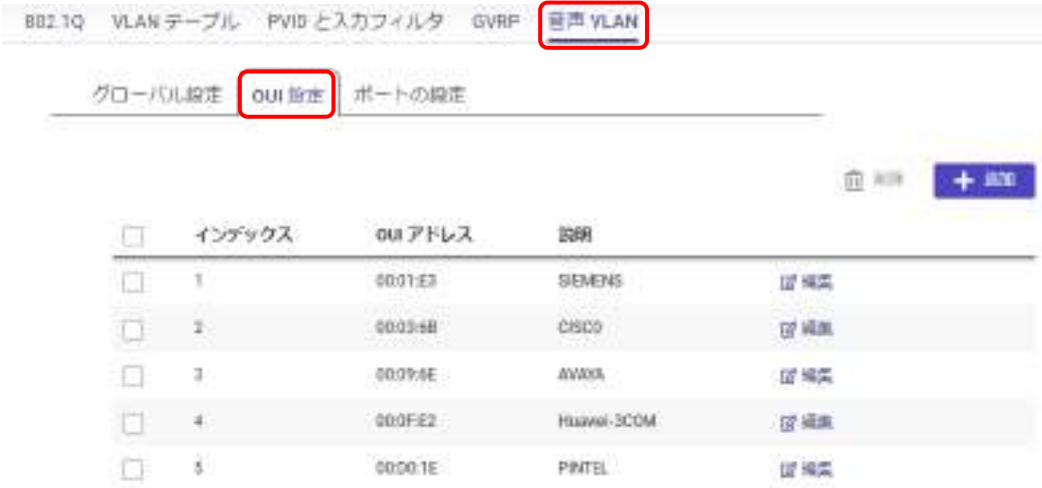 802.1Q VLAN テーブル PVID と入力フィルタ GVRP 音声 VLAN
グローバル設定 OUI 設定 ポートの設定
削除 + 追加
インデックス OUI アドレス 説明
1 00:01:E3 SIEMENS 編集
2 00:03:6B CISCO 編集
3 00:09:6E AVAYA 編集
4 00:0F:E2 Huawei-3COM 編集
5 00:D0:1E PINTEL 編集